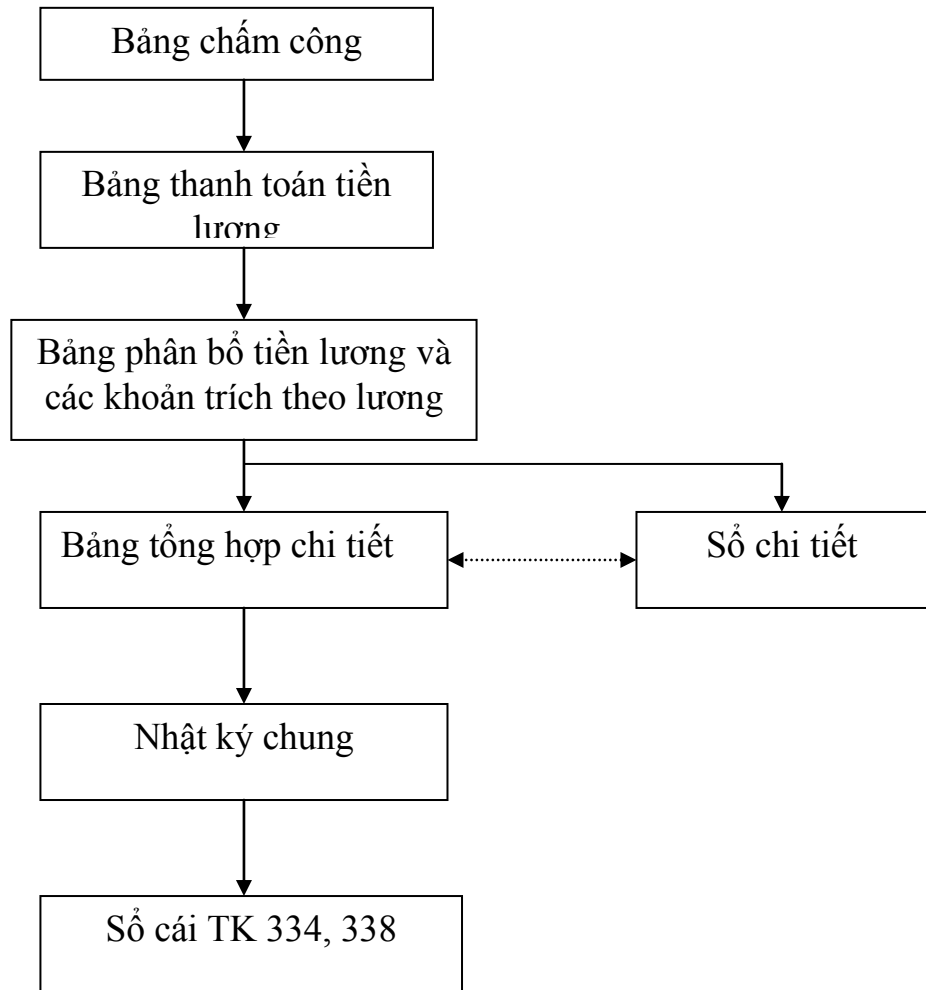 Bảng chấm công
Bảng thanh toán tiền
lương
Bảng phân bổ tiền lương và
các khoản trích theo lương
Bảng tổng hợp chi tiết
Sổ chi tiết
Nhật ký chung
Sổ cái TK 334, 338